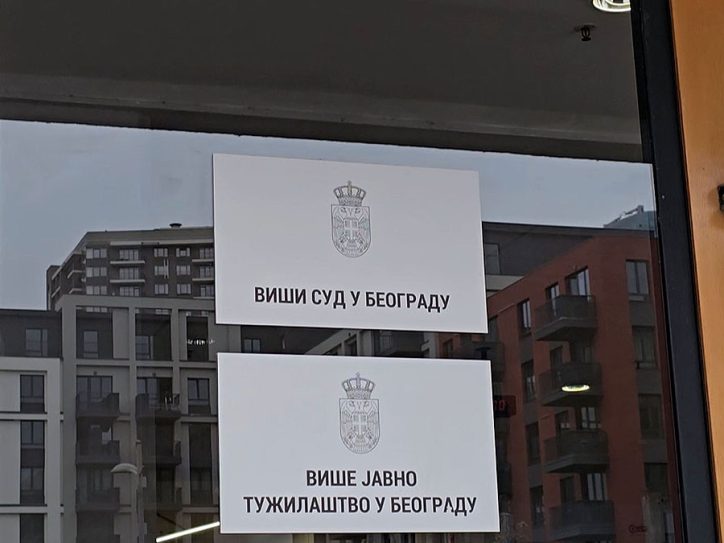 ВИШИ СУД У БЕОГРАДУ
ВИШЕ ЈАВНО
ТУЖИЛАШТВО У БЕОГРАДУ